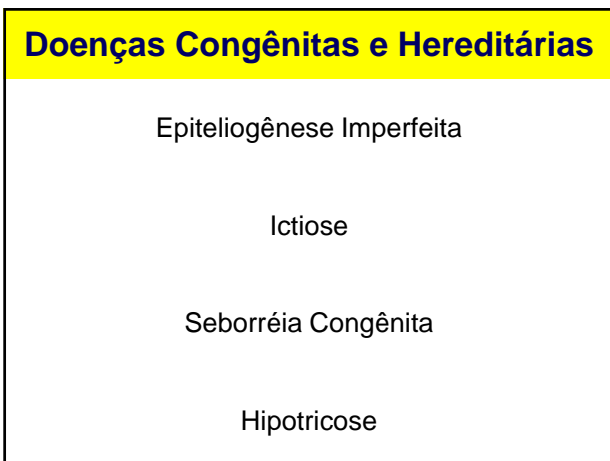 Doenças Congênitas e Hereditárias
Epiteliogênese Imperfeita
Ictiose
Seborréia Congênita
Hipotricose